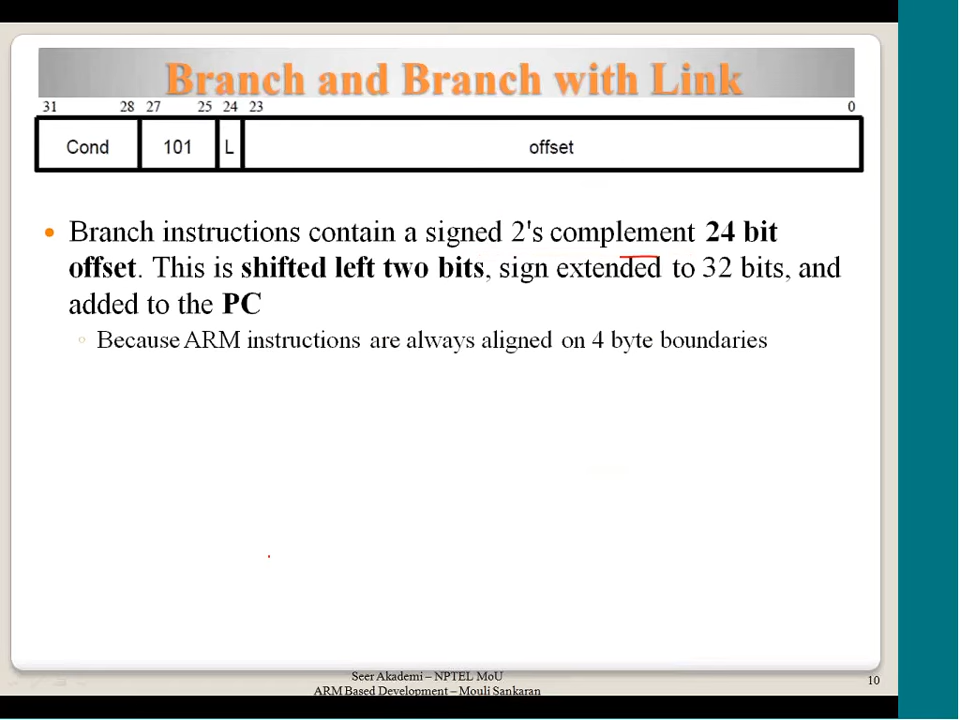 Branch and Branch with Link
31 28 27 25 24 23 0
Cond 101 L offset
Branch instructions contain a signed 2's complement 24 bit
offset. This is shifted left two bits, sign extended to 32 bits, and
added to the PC
Because ARM instructions are always aligned on 4 byte boundaries
Seer Akademi – NPTEL MoU
ARM Based Development – Mouli Sankaran
10